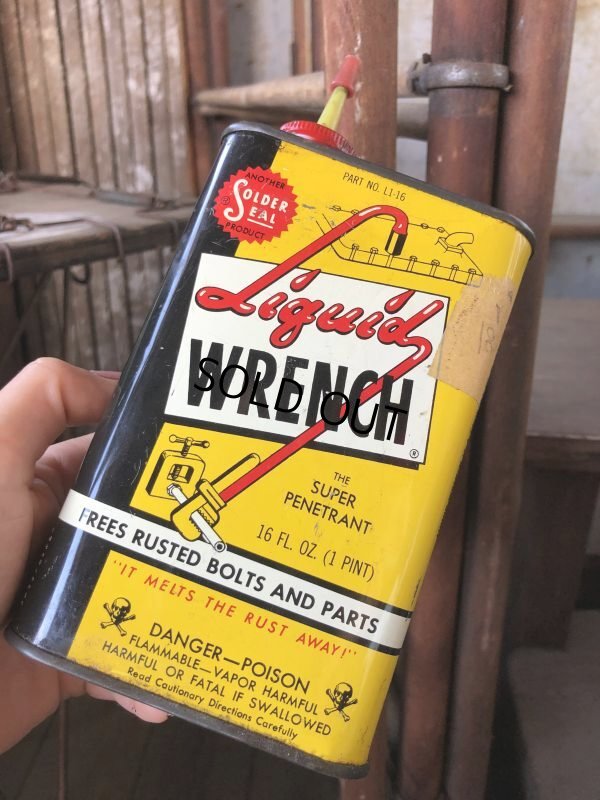 PART NO. L1-16
ANOTHER
SOLDER
SEAL
®
PRODUCT
Liquid
WRENCH
®
SOLD OUT
THE
SUPER
PENETRANT
16 FL. OZ. (1 PINT)
FREES RUSTED BOLTS AND PARTS
"IT MELTS THE RUST AWAY!"
DANGER—POISON
FLAMMABLE—VAPOR HARMFUL
HARMFUL OR FATAL IF SWALLOWED
Read Cautionary Directions Carefully